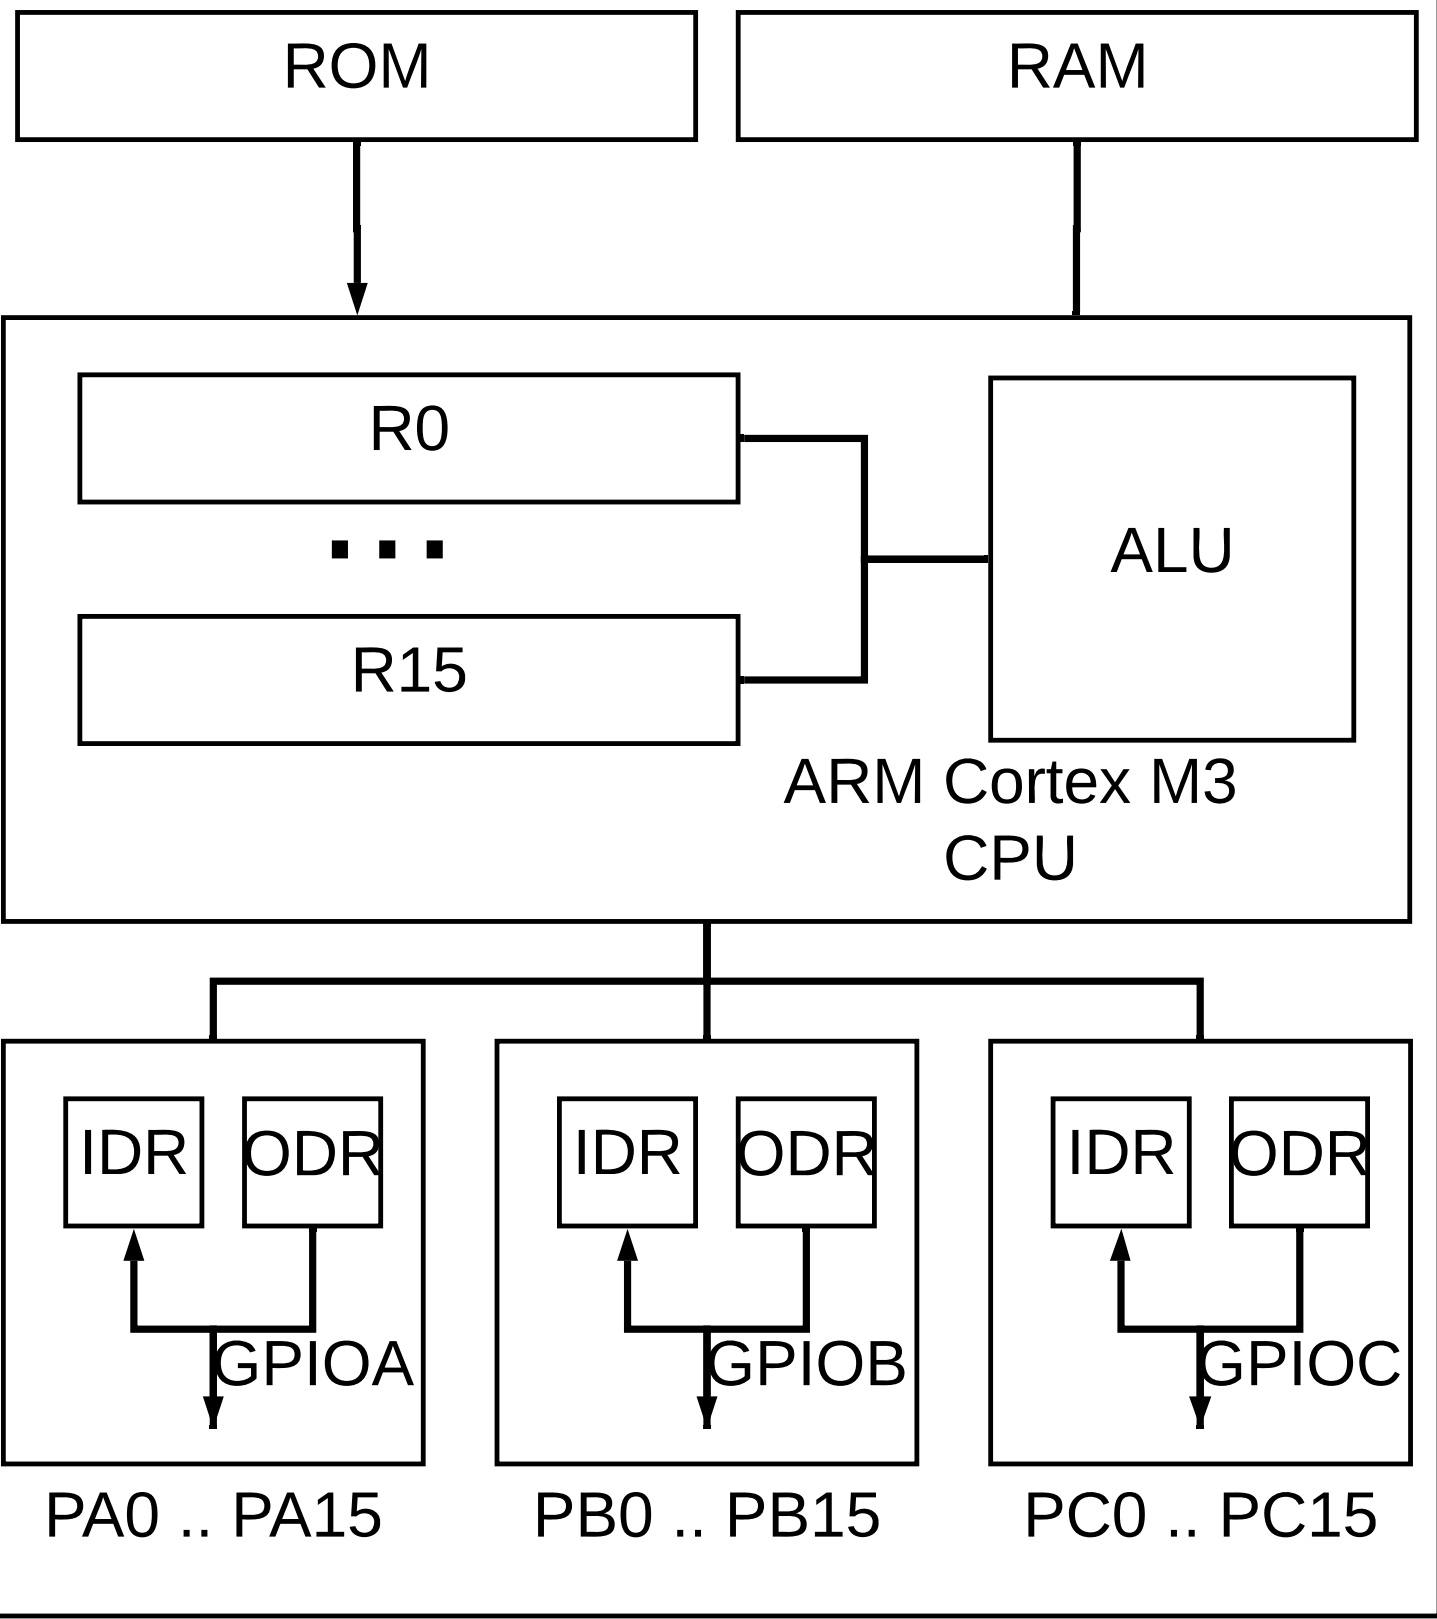 ROM
RAM
R0
...
R15
ALU
ARM Cortex M3
CPU
IDR
ODR
GPIOA
IDR
ODR
GPIOB
IDR
ODR
GPIOC
PA0 .. PA15
PB0 .. PB15
PC0 .. PC15